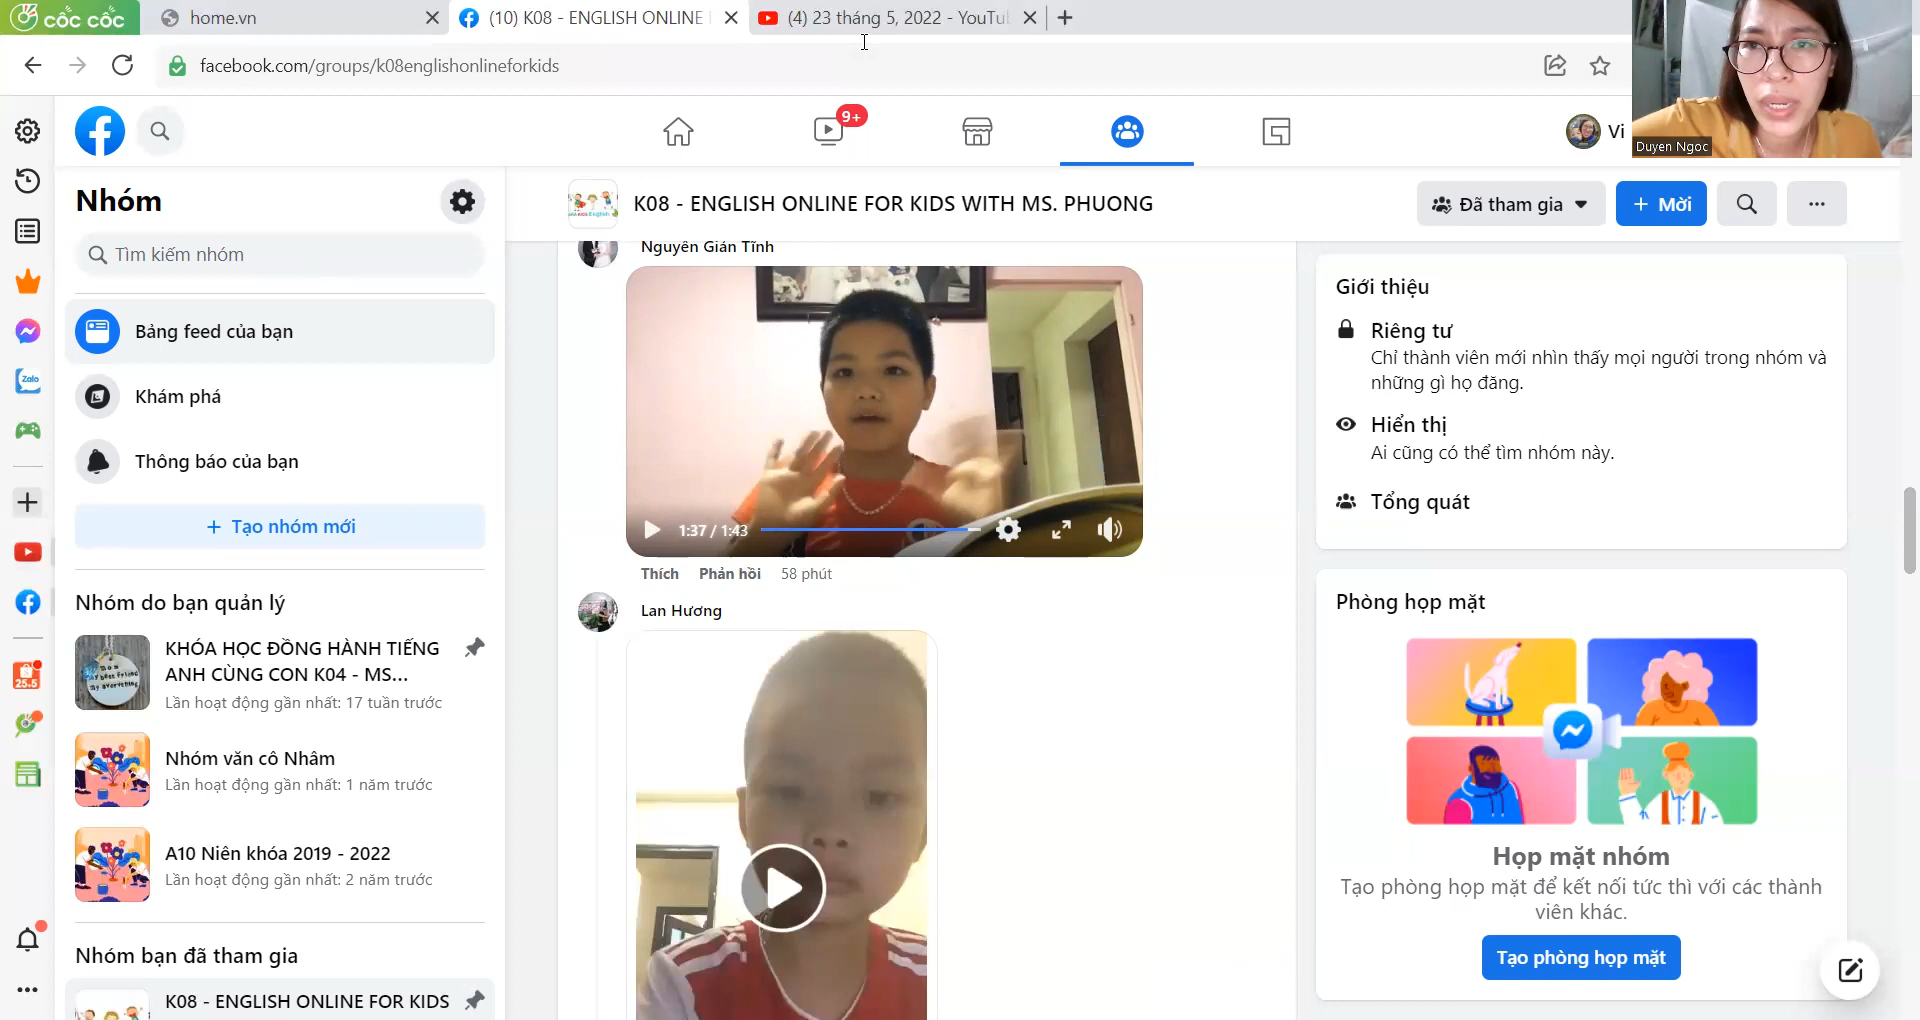 cốc cốc
home.vn
(10) K08 - ENGLISH ONLINE
(4) 23 tháng 5, 2022 - YouTu
facebook.com/groups/k08englishonlineforkids
9+
Vi
Duyen Ngoc
Nhóm
Tìm kiếm nhóm
Bảng feed của bạn
Khám phá
Thông báo của bạn
+ Tạo nhóm mới
Nhóm do bạn quản lý
KHÓA HỌC ĐỒNG HÀNH TIẾNG
ANH CÙNG CON K04 - MS...
Lần hoạt động gần nhất: 17 tuần trước
Nhóm văn cô Nhâm
Lần hoạt động gần nhất: 1 năm trước
A10 Niên khóa 2019 - 2022
Lần hoạt động gần nhất: 2 năm trước
Nhóm bạn đã tham gia
K08 - ENGLISH ONLINE FOR KIDS
Zalo
25.5
K08 - ENGLISH ONLINE FOR KIDS WITH MS. PHUONG
Đã tham gia
+ Mời
Nguyên Gián Tĩnh
1:37 / 1:43
Thích Phản hồi 58 phút
Lan Hương
Giới thiệu
Riêng tư
Chỉ thành viên mới nhìn thấy mọi người trong nhóm và
những gì họ đăng.
Hiển thị
Ai cũng có thể tìm nhóm này.
Tổng quát
Phòng họp mặt
Họp mặt nhóm
Tạo phòng họp mặt để kết nối tức thì với các thành
viên khác.
Tạo phòng họp mặt